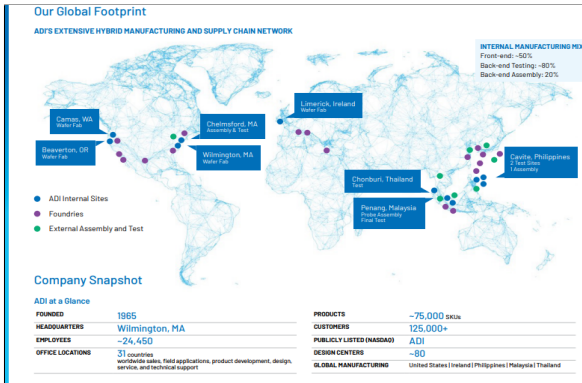 Our Global Footprint
ADI'S EXTENSIVE HYBRID MANUFACTURING AND SUPPLY CHAIN NETWORK
INTERNAL MANUFACTURING MIX
Front-end: ~50%
Back-end Testing: ~80%
Back-end Assembly: 20%
Limerick, Ireland
Wafer Fab
Camas, WA
Wafer Fab
Chelmsford, MA
Assembly & Test
Beaverton, OR
Wafer Fab
Wilmington, MA
Wafer Fab
Cavite, Philippines
2 Test Sites
1 Assembly
Chonburi, Thailand
Test
Penang, Malaysia
Probe Assembly
Final Test
ADI Internal Sites
Foundries
External Assembly and Test
Company Snapshot
ADI at a Glance
FOUNDED 1965
HEADQUARTERS Wilmington, MA
EMPLOYEES ~24,450
OFFICE LOCATIONS 31 countries
worldwide sales, field applications, product development, design,
service, and technical support
PRODUCTS ~75,000 SKUs
CUSTOMERS 125,000+
PUBLICLY LISTED (NASDAQ) ADI
DESIGN CENTERS ~80
GLOBAL MANUFACTURING United States | Ireland | Philippines | Malaysia | Thailand